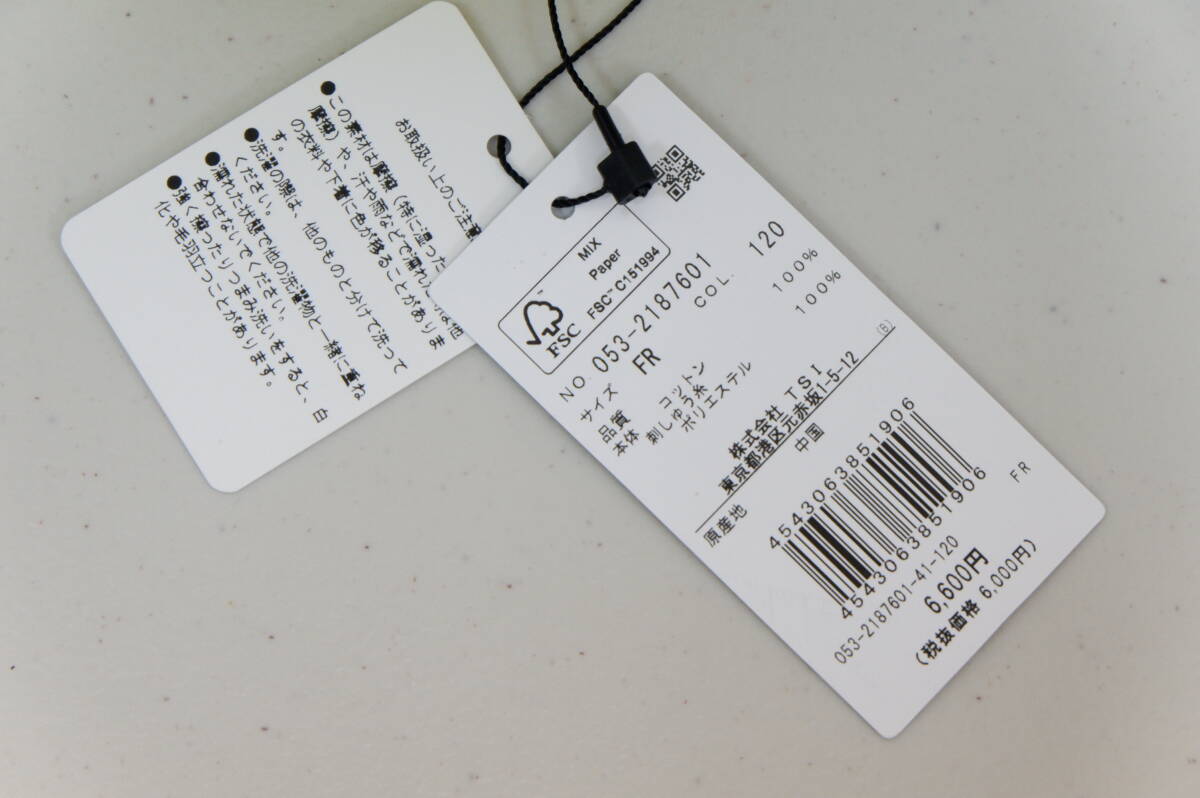 お取扱い上のご注意
●この素材は摩擦（特に湿った
摩擦）や、汗や雨などで濡れた
の衣料や下着に色が移ることがありま
す。
●洗濯の際は、他のものと分けて洗って
ください。
●濡れた状態で他の洗濯物と一緒に重ね
合わせないでください。
●強く擦ったりつまみ洗いをすると、白
化や毛羽立つことがあります。
FSC
MIX
Paper
FSC™ C151994
NO. 053-2187601
サイズ FR COL. 120
品質 コットン 100%
本体 刺しゅう糸
ポリエステル 100%
(B)
株式会社 TSI
東京都港区元赤坂1-5-12
原産地 中国
4543063851906
4543063851906
053-2187601-41-120 FR
6,600円
(税抜価格 6,000円)